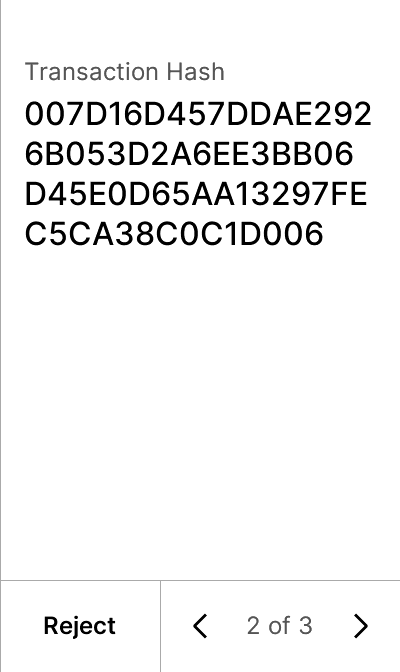 Transaction Hash
007D16D457DDAE292
6B053D2A6EE3BB06
D45E0D65AA13297FE
C5CA38C0C1D006
Reject
2 of 3